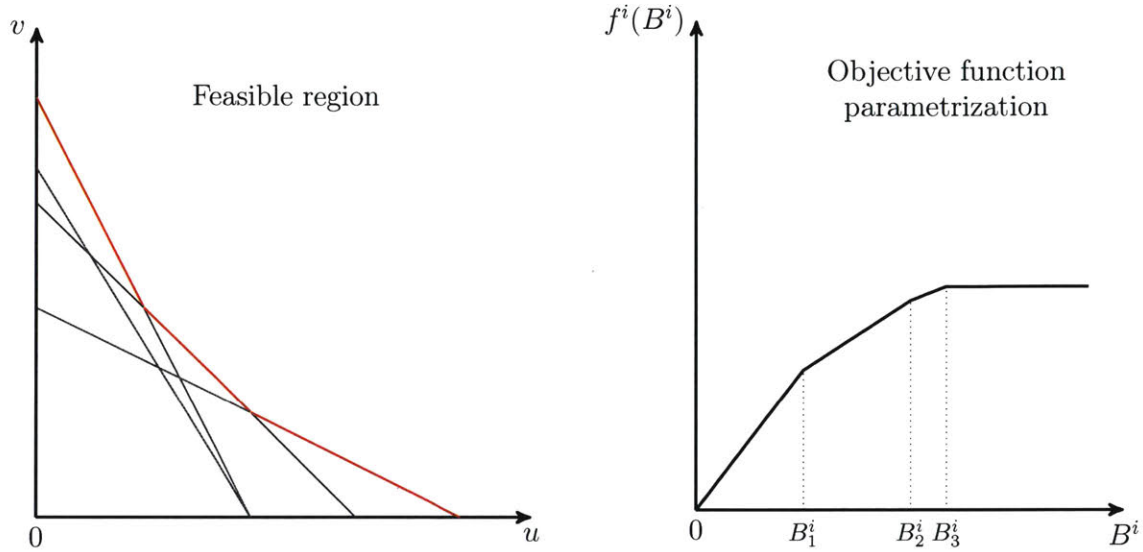 v
Feasible region
0
u
f^i(B^i)
Objective function
parametrization
0
B^i_1
B^i_2
B^i_3
B^i